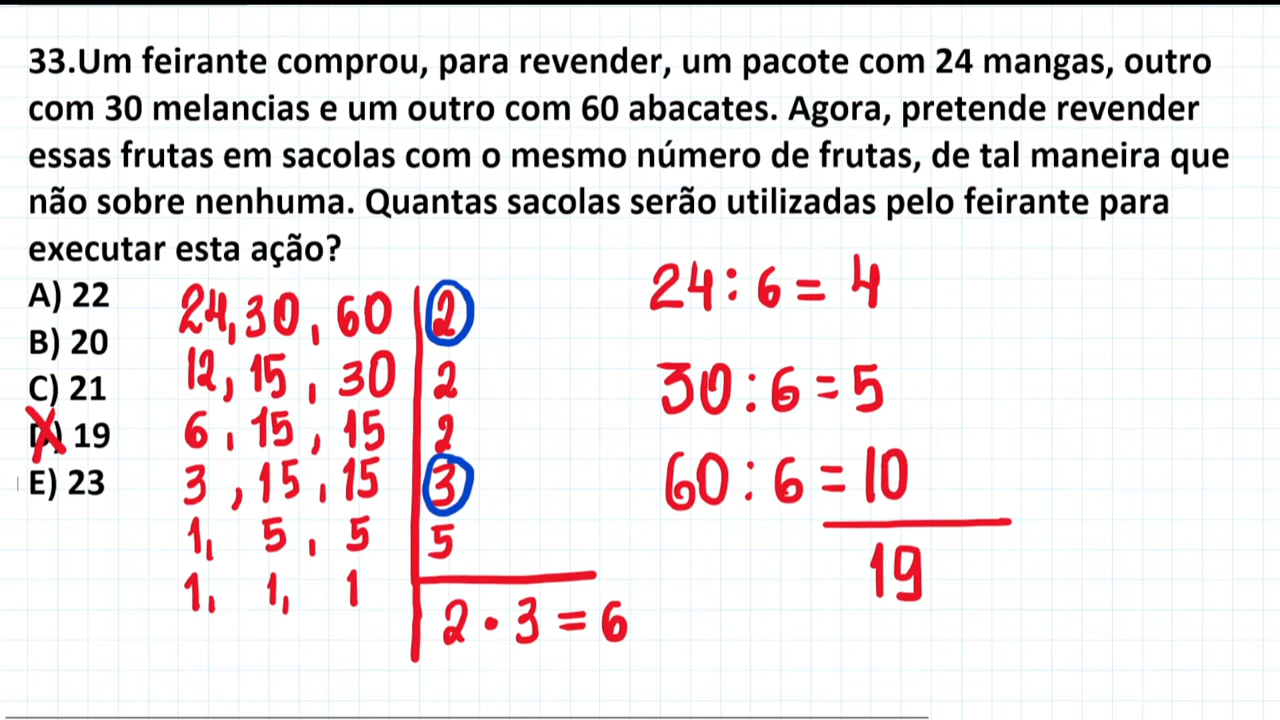 33.Um feirante comprou, para revender, um pacote com 24 mangas, outro
com 30 melancias e um outro com 60 abacates. Agora, pretende revender
essas frutas em sacolas com o mesmo número de frutas, de tal maneira que
não sobre nenhuma. Quantas sacolas serão utilizadas pelo feirante para
executar esta ação?
A) 22
B) 20
C) 21
D) 19
E) 23
24, 30, 60 2
12, 15, 30 2
6, 15, 15 2
3, 15, 15 3
1, 5, 5 5
1, 1, 1
2 · 3 = 6
24 : 6 = 4
30 : 6 = 5
60 : 6 = 10
19